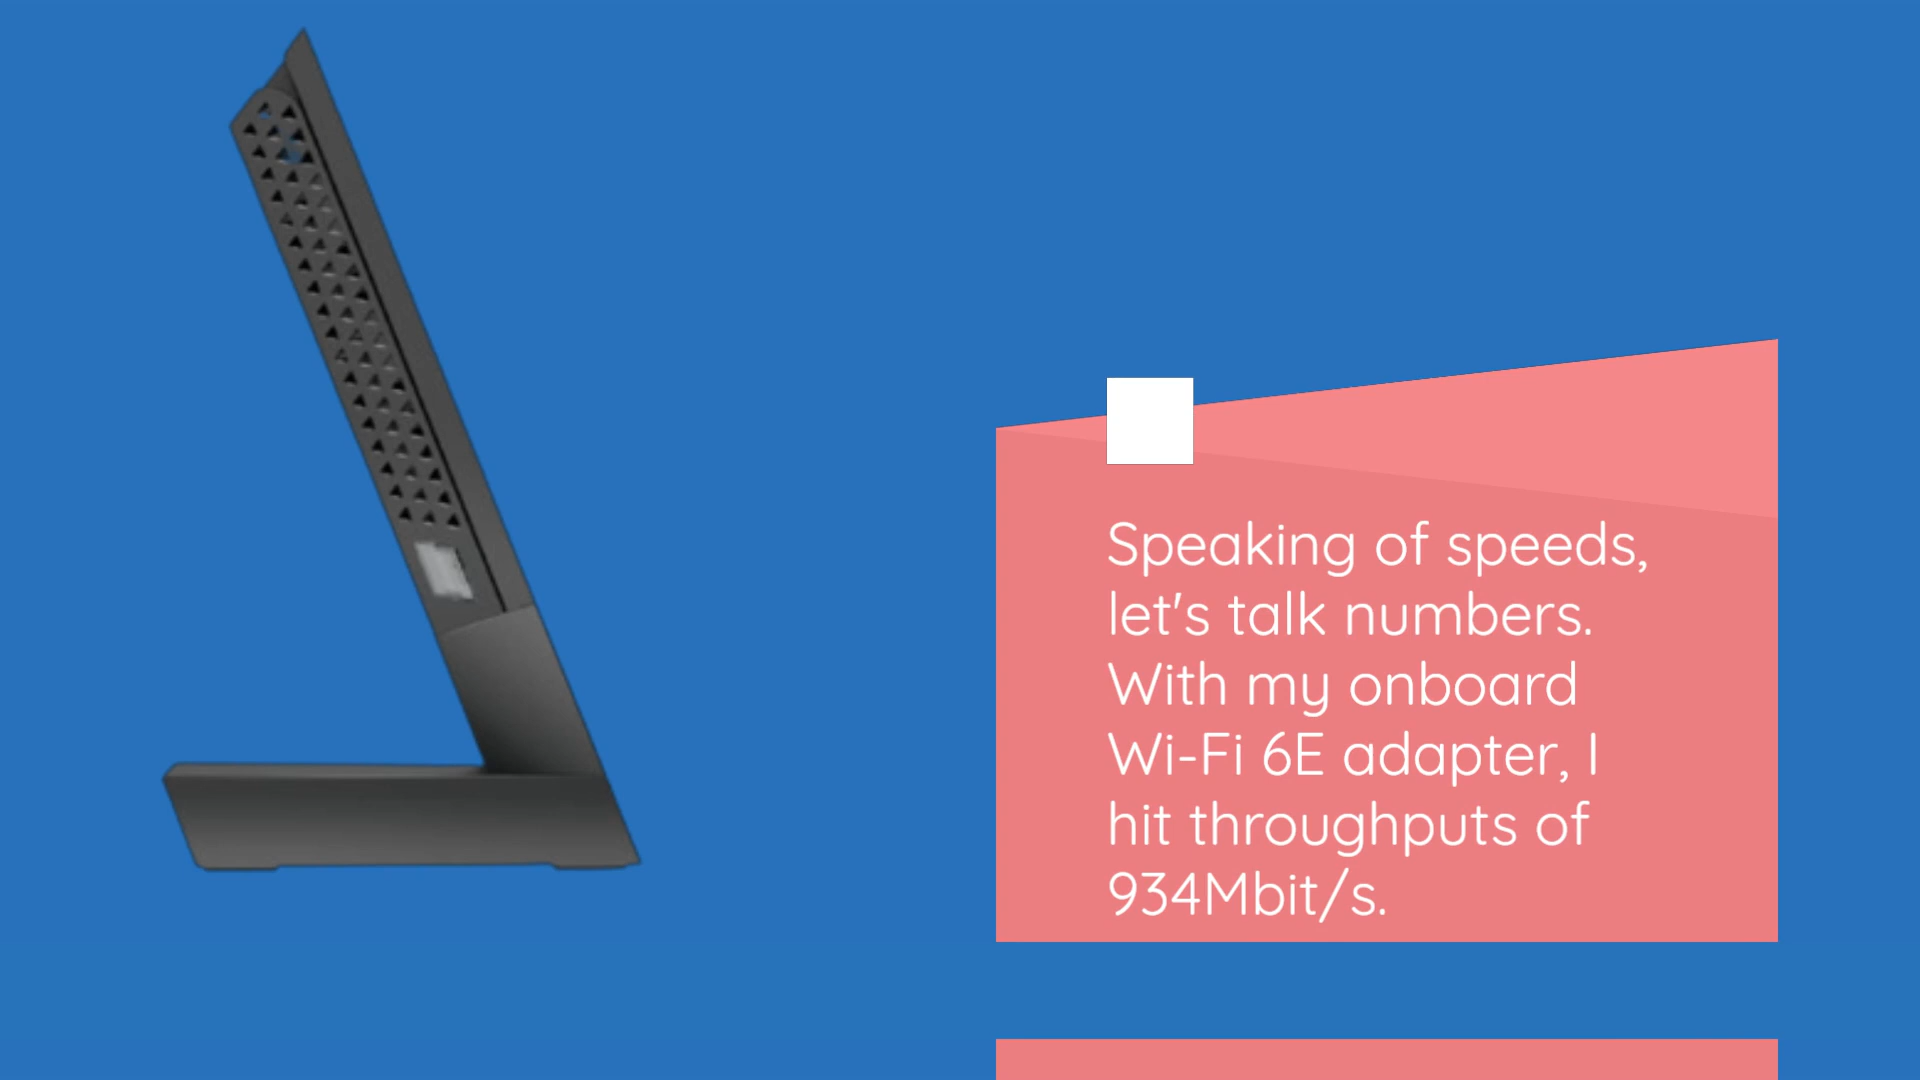 Speaking of speeds,
let's talk numbers.
With my onboard
Wi-Fi 6E adapter, I
hit throughputs of
934Mbit/s.